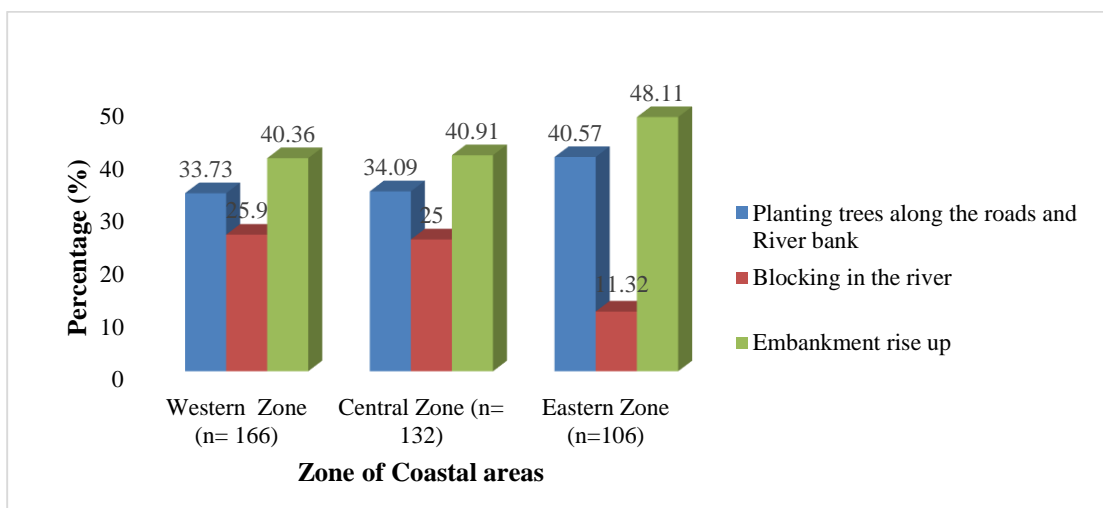 48.11
50
40.36
40.91
40.57
40
33.73
34.09
25.9
25
30
20
11.32
10
0
Percentage (%)
Western Zone
(n= 166)
Central Zone (n=
132)
Eastern Zone
(n=106)
Zone of Coastal areas
Planting trees along the roads and
River bank
Blocking in the river
Embankment rise up